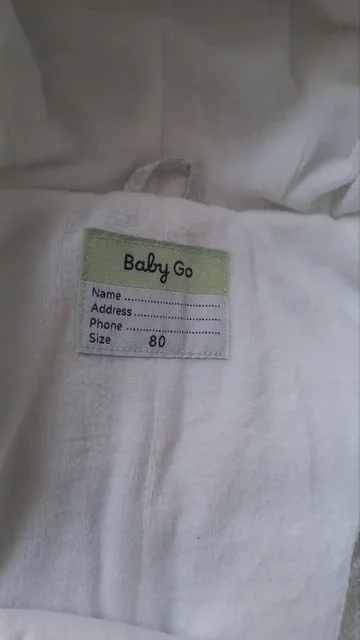 Baby Go
Name ........................
Address .....................
Phone ........................
Size 80